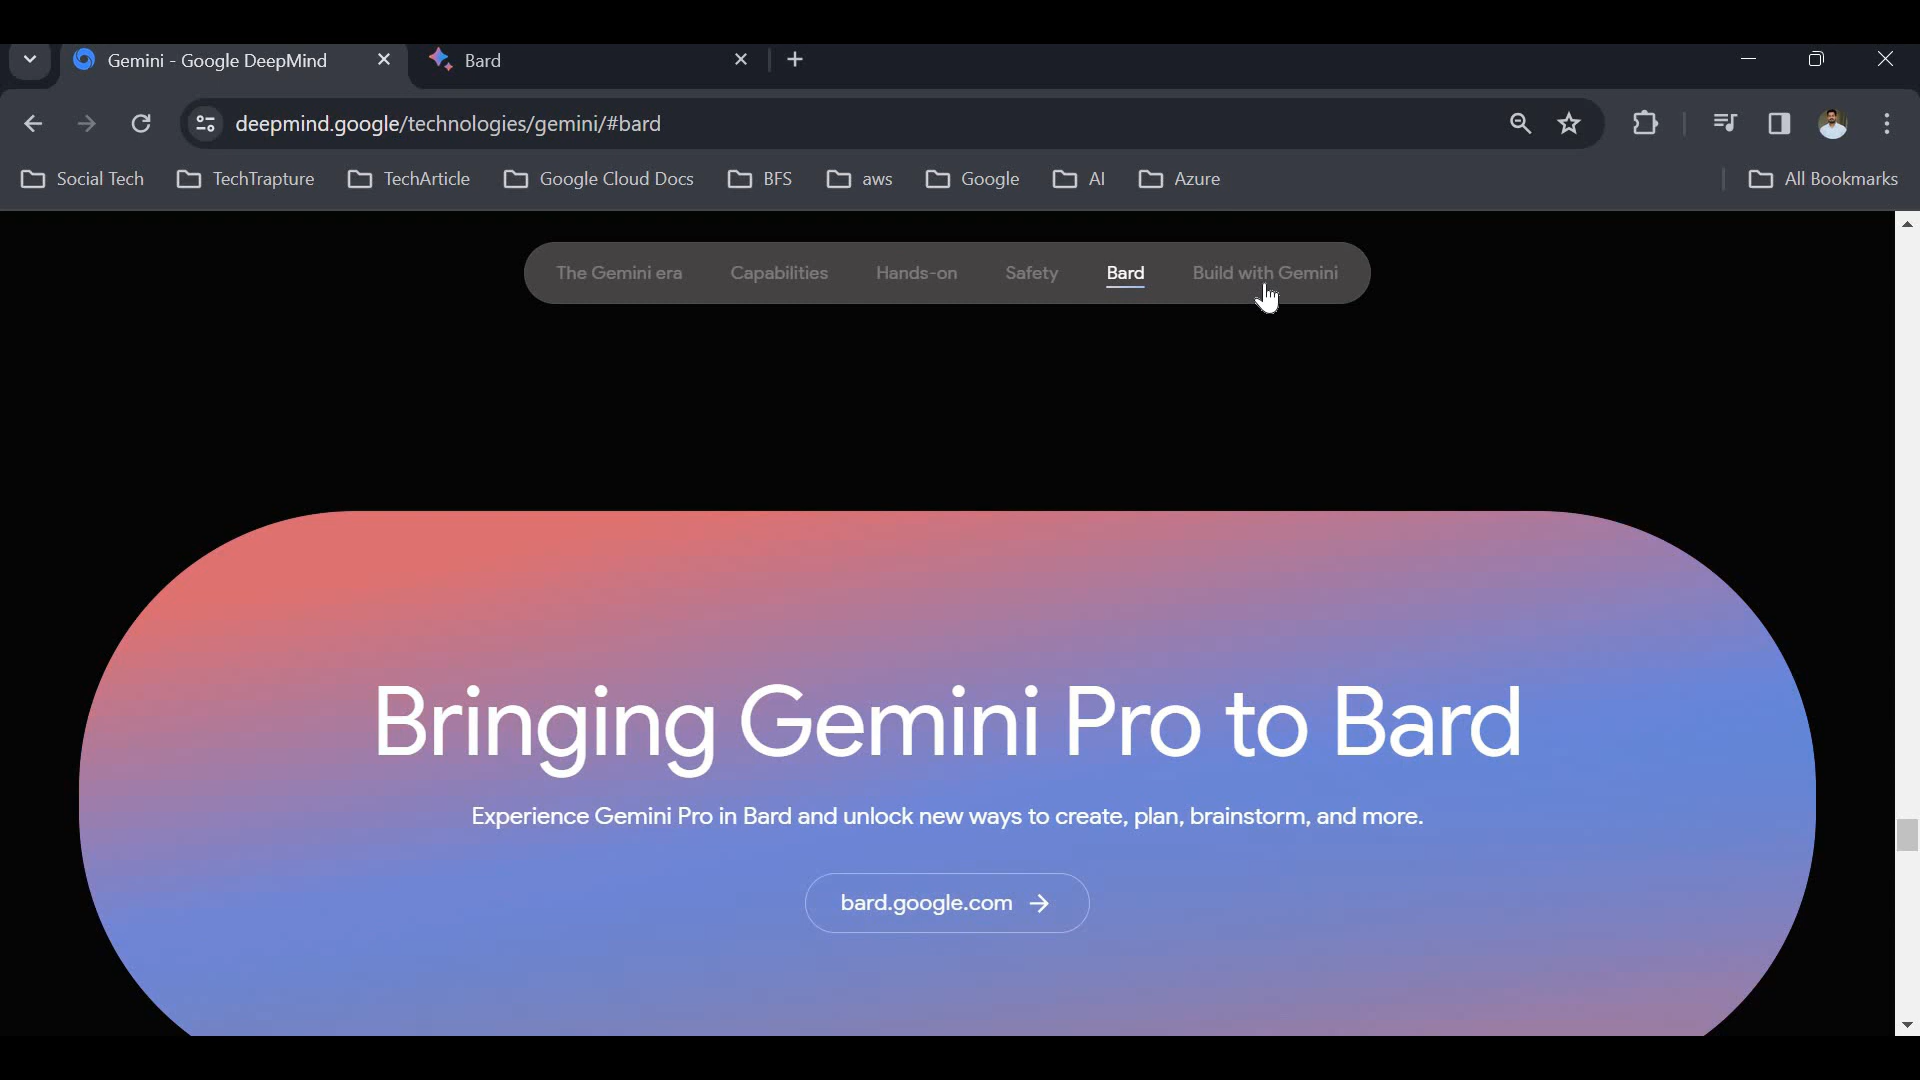 Gemini - Google DeepMind
Bard
deepmind.google/technologies/gemini/#bard
Social Tech TechTrapture TechArticle Google Cloud Docs BFS aws Google AI Azure All Bookmarks
The Gemini era Capabilities Hands-on Safety Bard Build with Gemini
Bringing Gemini Pro to Bard
Experience Gemini Pro in Bard and unlock new ways to create, plan, brainstorm, and more.
bard.google.com →